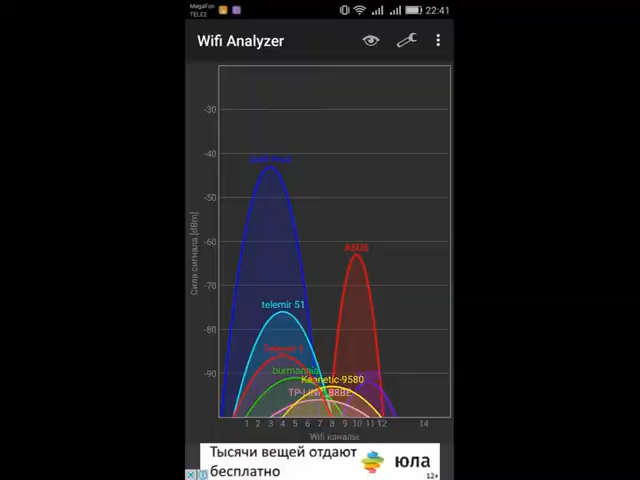 MegaFon
TELE2
22:41
Wifi Analyzer
-30
-40
-50
-60
-70
-80
-90
Сила сигнала [dBm]
ASUS
telemir 51
burmannia
Keenetic-9580
1 2 3 4 5 6 7 8 9 10 11 12 14
Wifi каналы
Тысячи вещей отдают
бесплатно
юла
12+